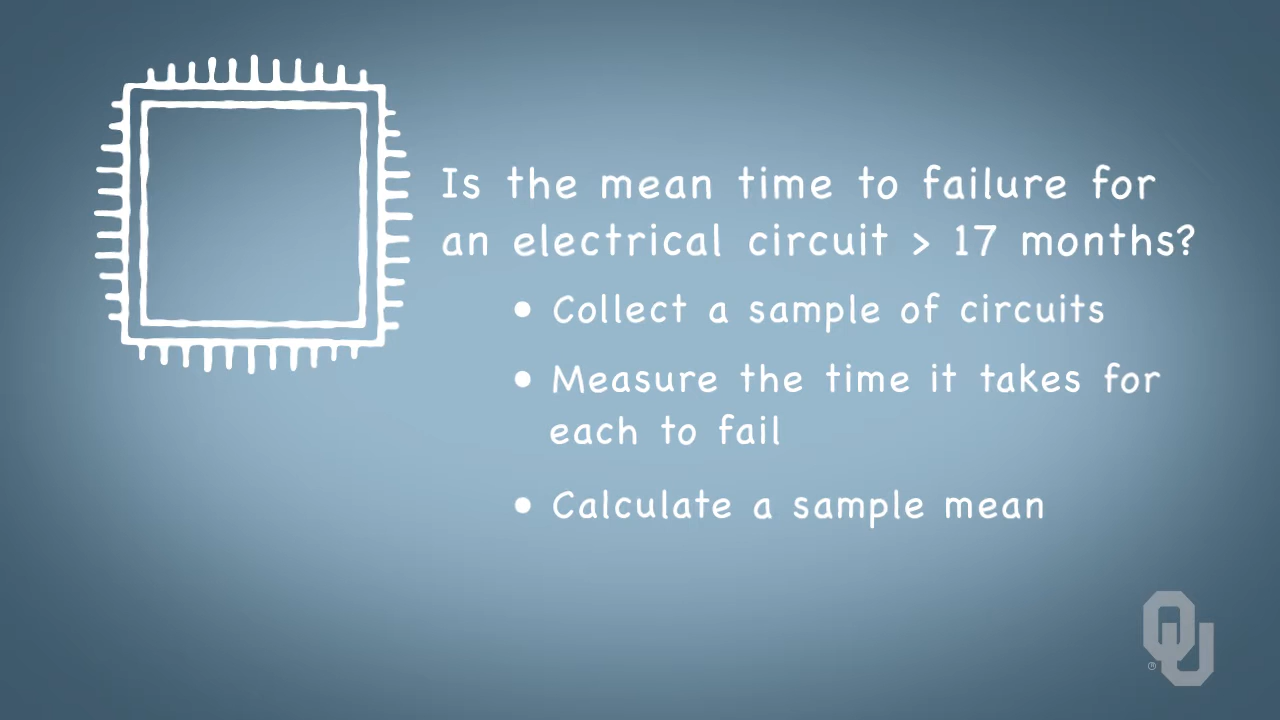 Is the mean time to failure for
an electrical circuit > 17 months?
• Collect a sample of circuits
• Measure the time it takes for
each to fail
• Calculate a sample mean
OU
®